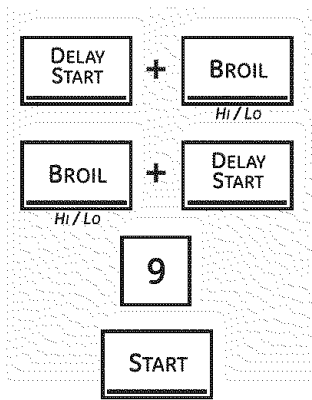 DELAY
START
+
BROIL
HI / LO
BROIL
HI / LO
+
DELAY
START
9
START